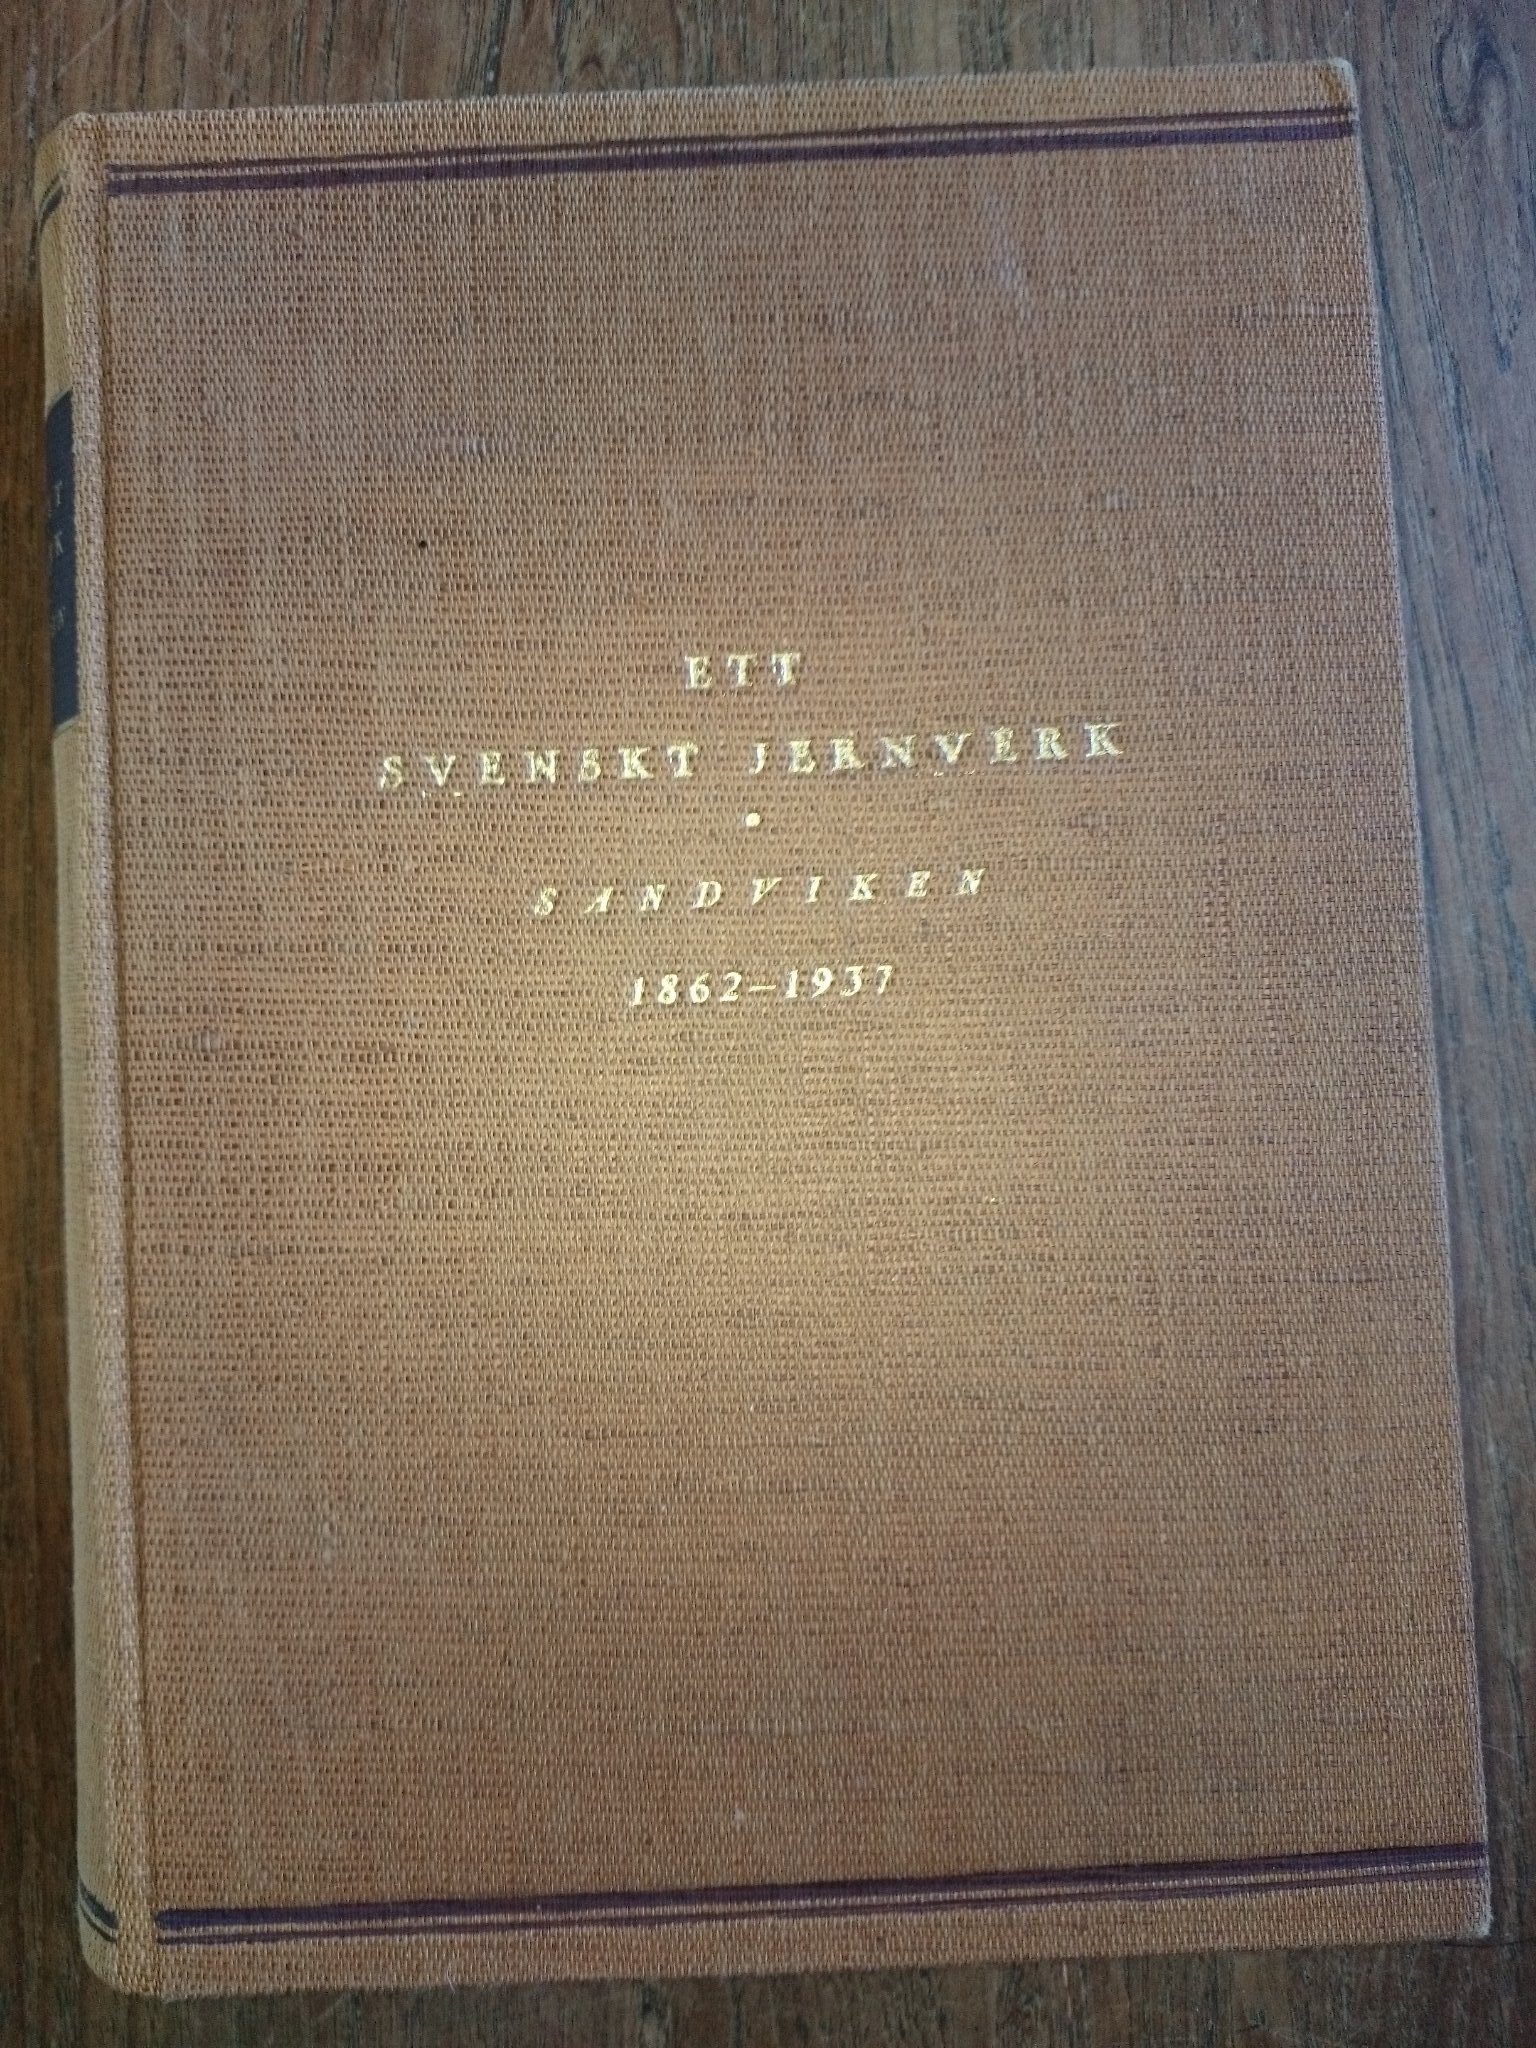 ETT
SVENSKT JERNVERK
•
SANDVIKEN
1862–1937